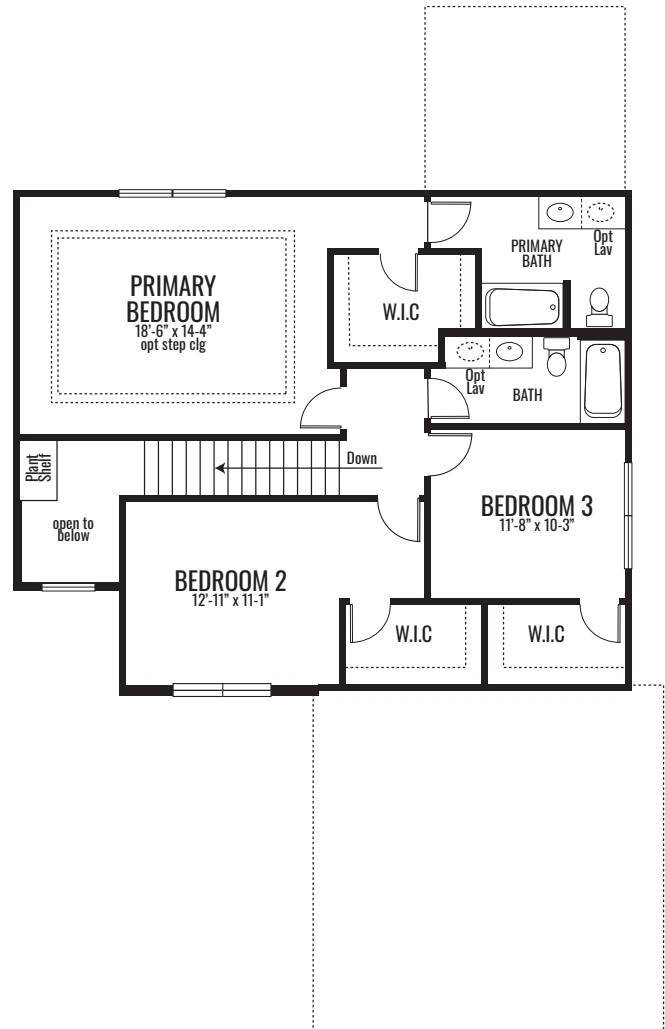 PRIMARY
BEDROOM
18’-6” x 14-4”
opt step clg
W.I.C
PRIMARY
BATH
Opt
Lav
Opt
Lav
BATH
Down
Plant
Shelf
open to
below
BEDROOM 2
12’-11” x 11-1”
BEDROOM 3
11’-8” x 10-3”
W.I.C
W.I.C